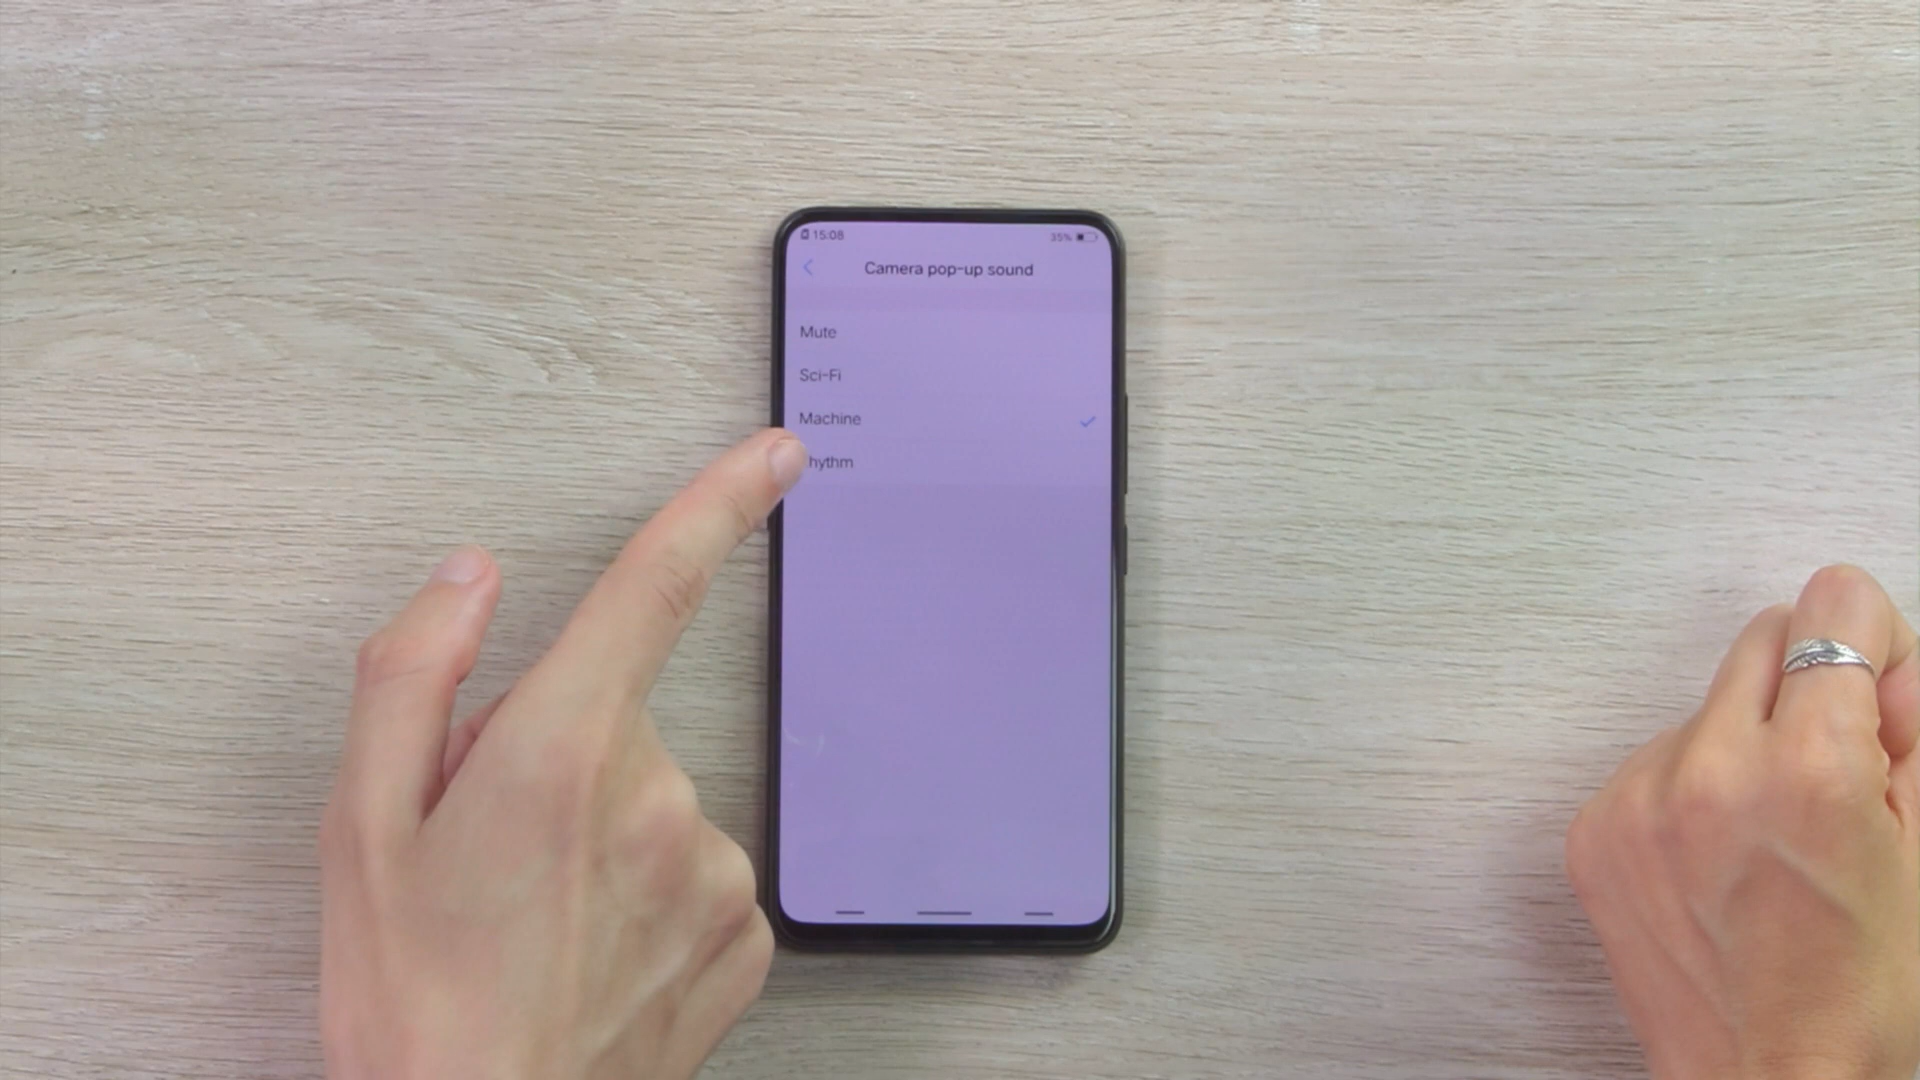 15:08 35%
Camera pop-up sound
Mute
Sci-Fi
Machine
hythm